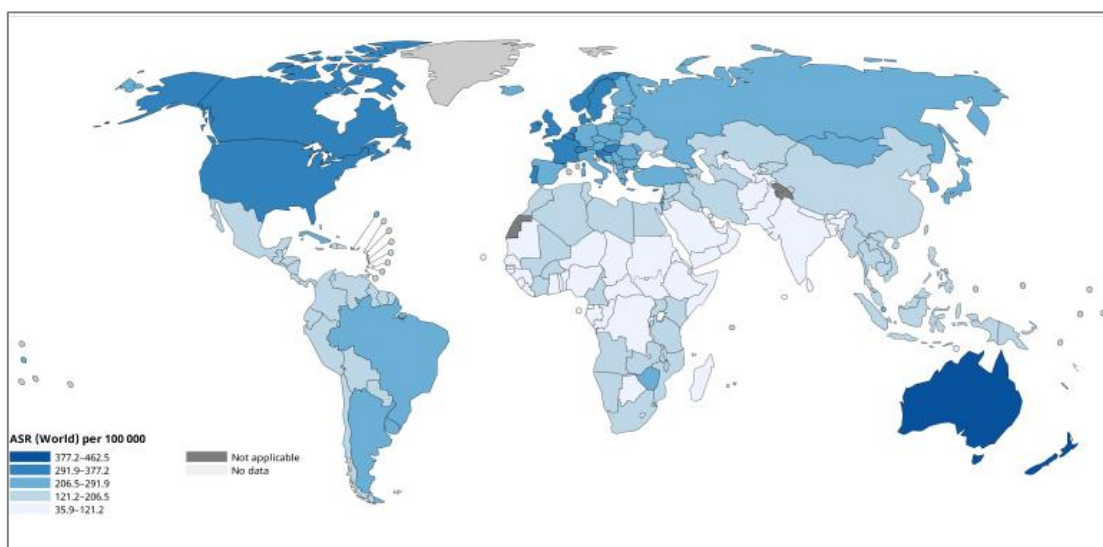 ASR (World) per 100 000
377.2–462.5
291.9–377.2
206.5–291.9
121.2–206.5
35.9–121.2
Not applicable
No data